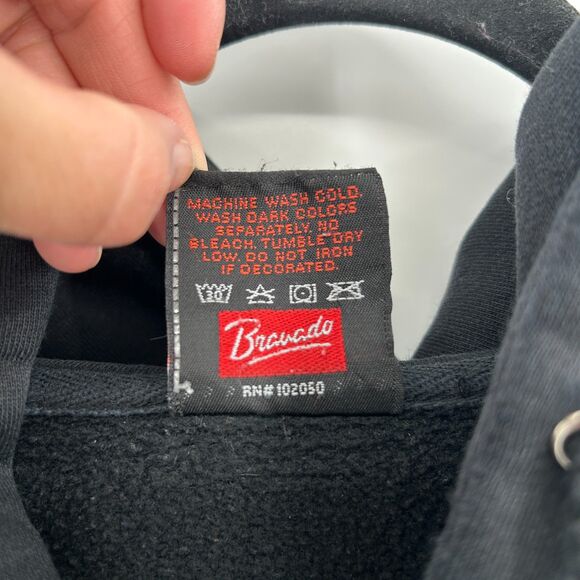 MACHINE WASH COLD.
WASH DARK COLORS
SEPARATELY. NO
BLEACH. TUMBLE DRY
LOW. DO NOT IRON
IF DECORATED.
30
Bravado
RN# 102050